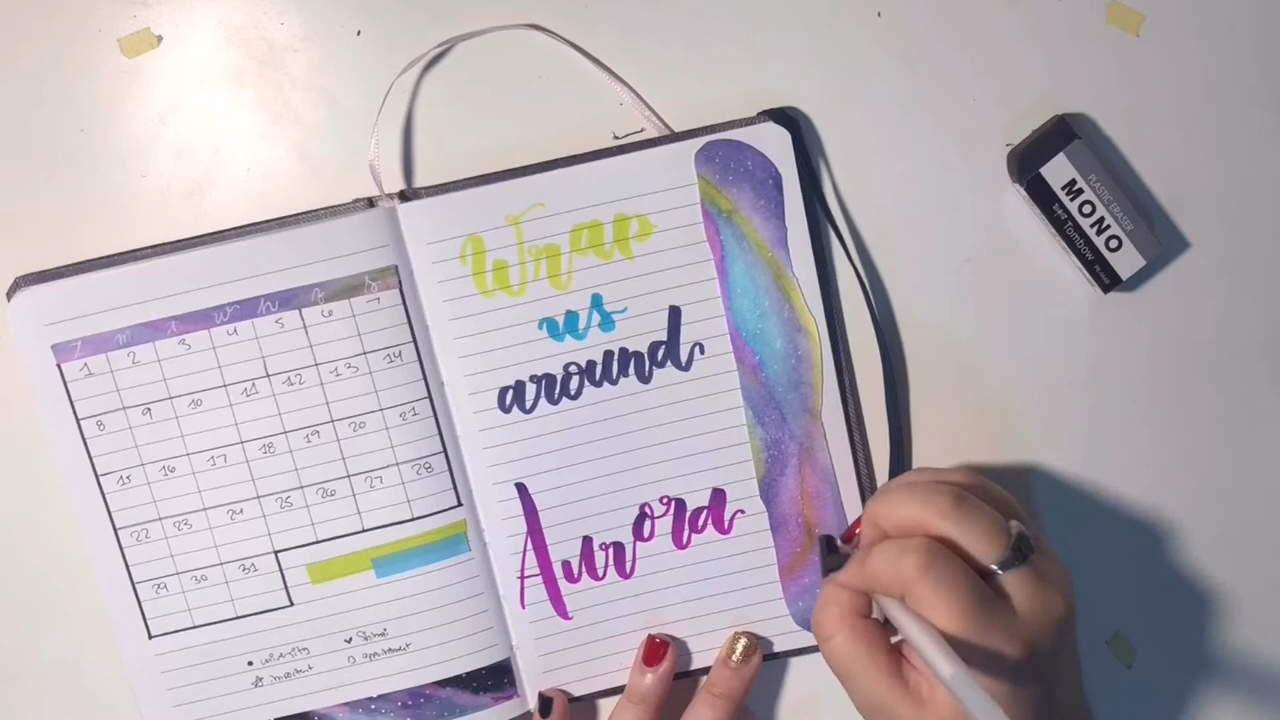 m t w h f s
1 2 3 4 5 6 7
8 9 10 11 12 13 14
15 16 17 18 19 20 21
22 23 24 25 26 27 28
29 30 31
university
important
appointment
Wrap
us
around
Aurora
PLASTIC ERASER
MONO
Tombow